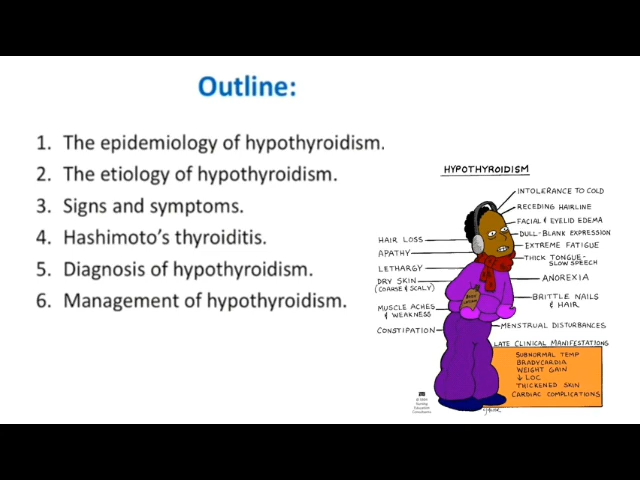 Outline:
1. The epidemiology of hypothyroidism.
2. The etiology of hypothyroidism.
3. Signs and symptoms.
4. Hashimoto's thyroiditis.
5. Diagnosis of hypothyroidism.
6. Management of hypothyroidism.
HYPOTHYROIDISM
HAIR LOSS
APATHY
LETHARGY
DRY SKIN
(COARSE & SCALY)
MUSCLE ACHES
& WEAKNESS
CONSTIPATION
INTOLERANCE TO COLD
RECEDING HAIRLINE
FACIAL & EYELID EDEMA
DULL-BLANK EXPRESSION
EXTREME FATIGUE
THICK TONGUE-
SLOW SPEECH
ANOREXIA
BRITTLE NAILS
& HAIR
MENSTRUAL DISTURBANCES
LATE CLINICAL MANIFESTATIONS
SUBNORMAL TEMP
BRADYCARDIA
WEIGHT GAIN
↓ LOC
THICKENED SKIN
CARDIAC COMPLICATIONS
Nursing
Education
Consultants